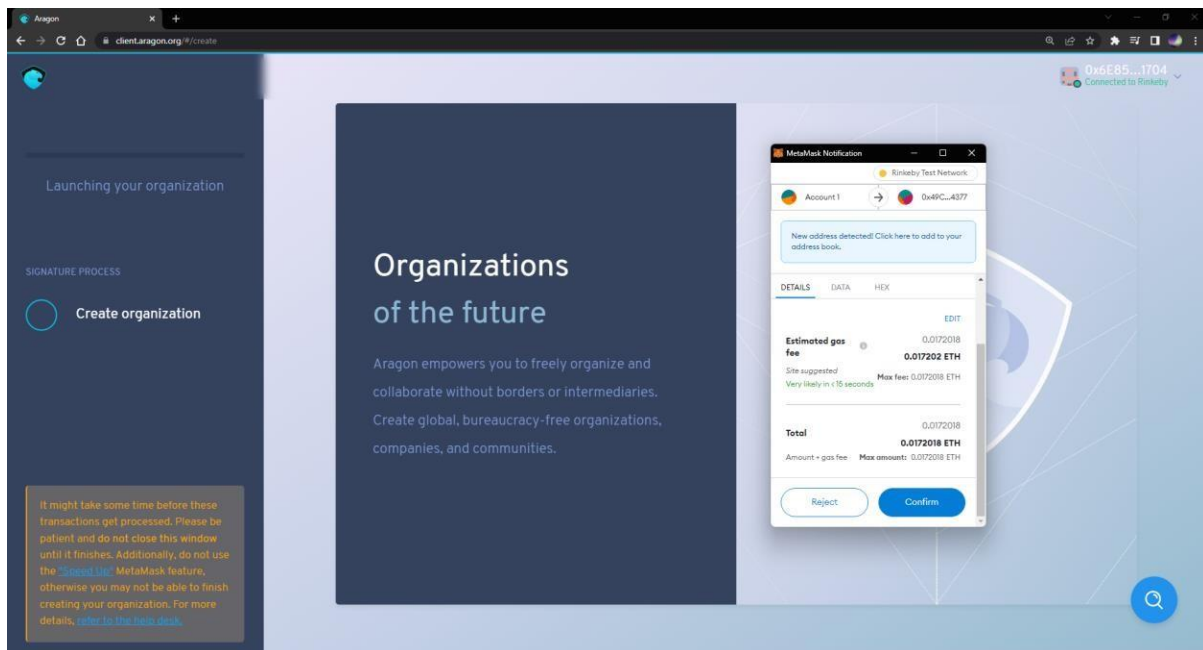 Aragon
client.aragon.org/#/create
0x6E85...1704
Connected to Rinkeby
Launching your organization
SIGNATURE PROCESS
Create organization
It might take some time before these
transactions get processed. Please be
patient and do not close this window
until it finishes. Additionally, do not use
the "Speed Up" MetaMask feature,
otherwise you may not be able to finish
creating your organization. For more
details, refer to the help desk.
Organizations
of the future
Aragon empowers you to freely organize and
collaborate without borders or intermediaries.
Create global, bureaucracy-free organizations,
companies, and communities.
MetaMask Notification
Rinkeby Test Network
Account 1
0x49C...4377
New address detected! Click here to add to your
address book.
DETAILS DATA HEX
EDIT
Estimated gas
fee
0.0172018
0.017202 ETH
Site suggested
Very likely in < 15 seconds
Max fee: 0.0172018 ETH
Total
0.0172018
0.0172018 ETH
Amount + gas fee Max amount: 0.0172018 ETH
Reject Confirm